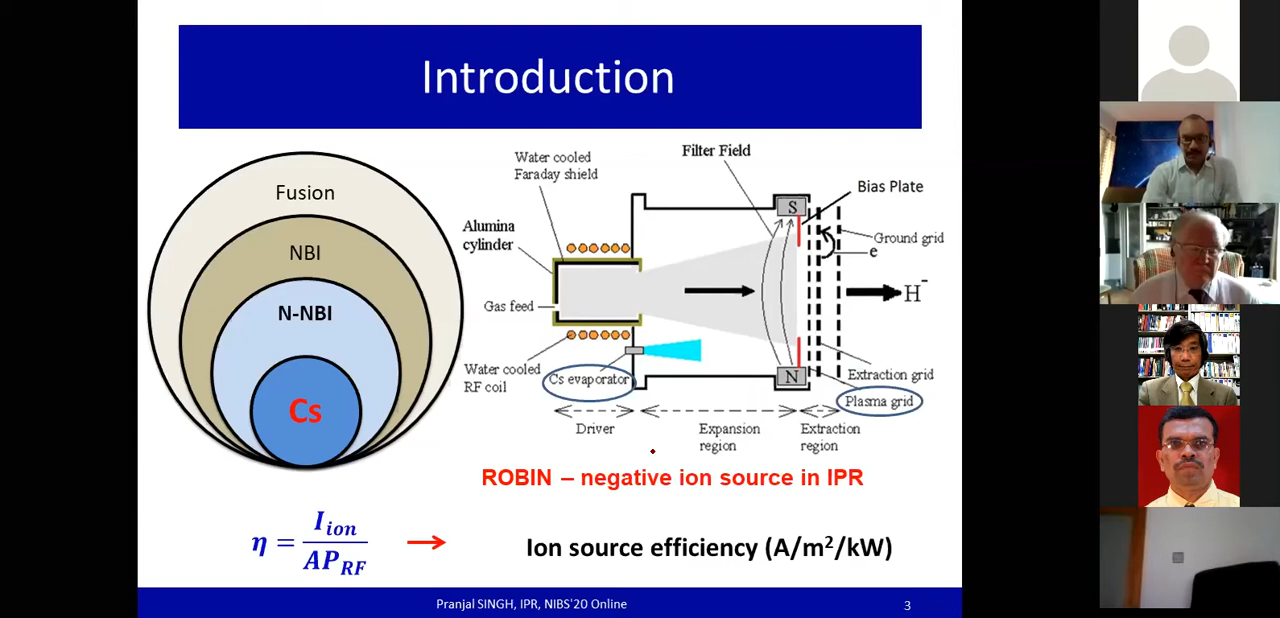 Introduction
Fusion
NBI
N-NBI
Cs
Water cooled
Faraday shield
Filter Field
Bias Plate
S
Alumina
cylinder
Ground grid
e
Gas feed
H⁻
Water cooled
RF coil
Cs evaporator
N
Extraction grid
Plasma grid
Driver
Expansion
region
Extraction
region
ROBIN – negative ion source in IPR
η = I_ion / AP_RF
Ion source efficiency (A/m²/kW)
Pranjal SINGH, IPR, NIBS'20 Online
3